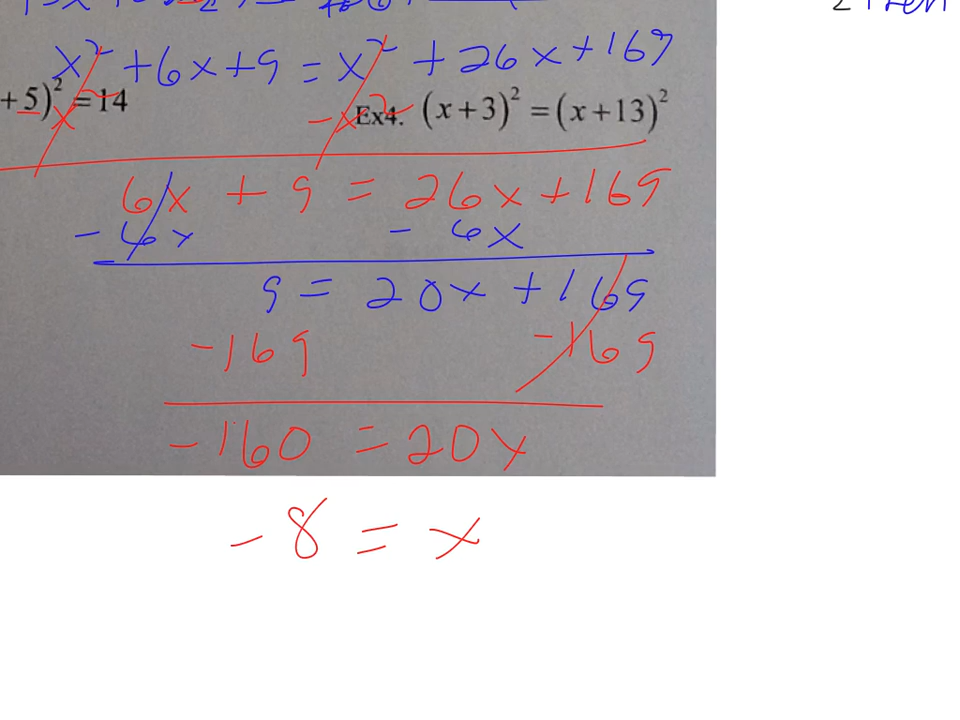 x² + 6x + 9 = x² + 26x + 169
+ 5)² = 14
- x² - x² Ex4. (x + 3)² = (x + 13)²
6x + 9 = 26x + 169
- 6x - 6x
9 = 20x + 169
- 169 - 169
- 160 = 20x
- 8 = x